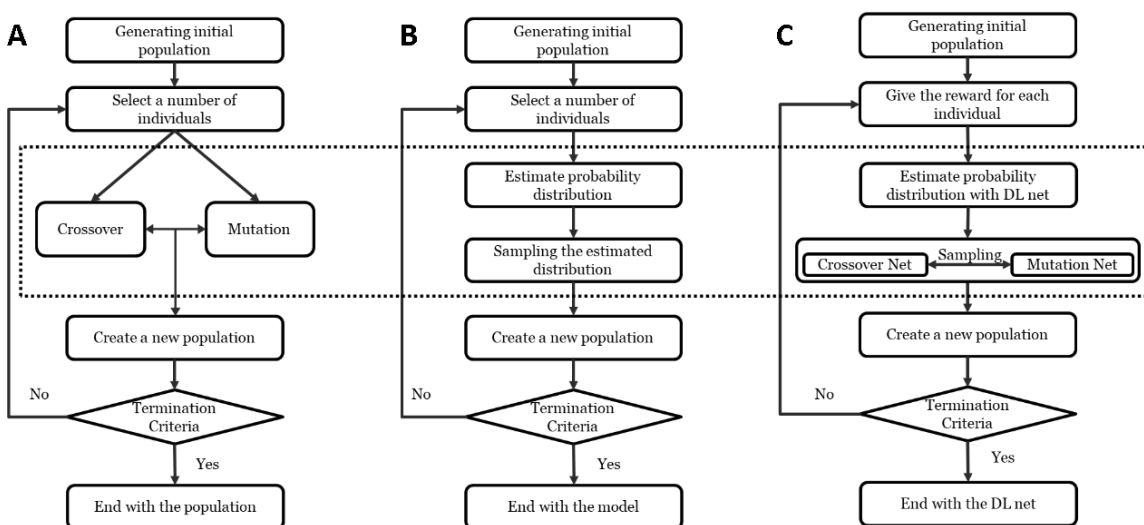 A
Generating initial
population
Select a number of
individuals
Crossover
Mutation
Create a new population
No
Termination
Criteria
Yes
End with the population
B
Generating initial
population
Select a number of
individuals
Estimate probability
distribution
Sampling the estimated
distribution
Create a new population
No
Termination
Criteria
Yes
End with the model
C
Generating initial
population
Give the reward for each
individual
Estimate probability
distribution with DL net
Sampling
Crossover Net
Mutation Net
Create a new population
No
Termination
Criteria
Yes
End with the DL net